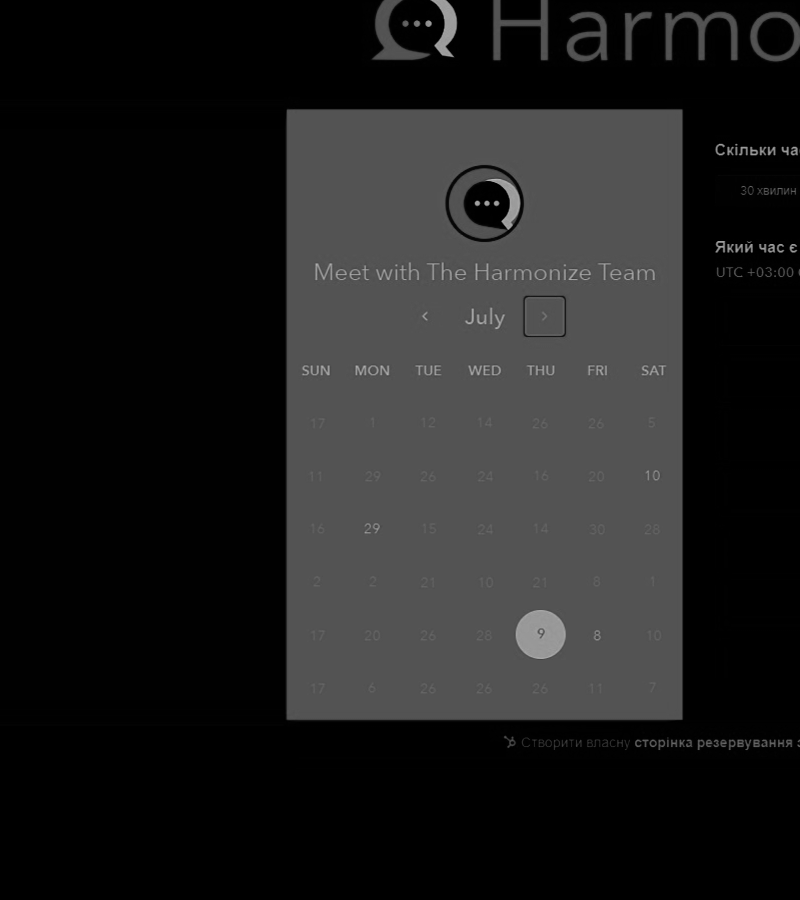 Harmo
Скільки ча
30 хвилин
Який час є
UTC +03:00
Meet with The Harmonize Team
July
SUN MON TUE WED THU FRI SAT
17 1 12 14 26 26 5
11 29 26 24 16 20 10
16 29 15 24 14 30 28
2 2 21 10 21 8 1
17 20 26 28 9 8 10
17 6 26 26 26 11 7
Створити власну сторінка резервування